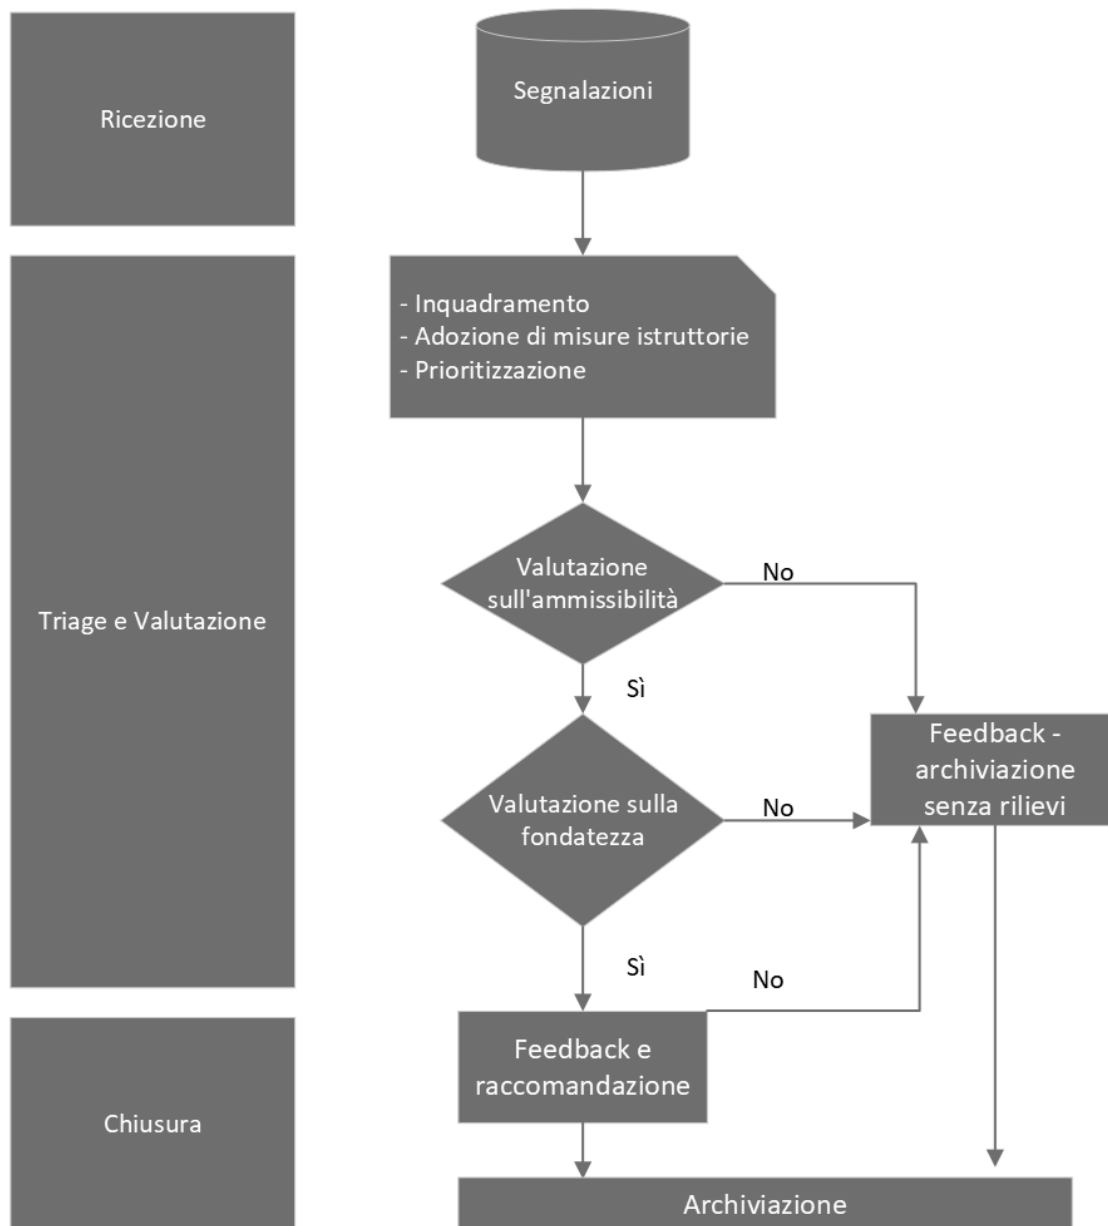 Ricezione
Segnalazioni
- Inquadramento
- Adozione di misure istruttorie
- Prioritizzazione
Triage e Valutazione
Valutazione
sull'ammissibilità
No
Sì
Feedback -
archiviazione
senza rilievi
Valutazione sulla
fondatezza
No
Sì
No
Chiusura
Feedback e
raccomandazione
Archiviazione